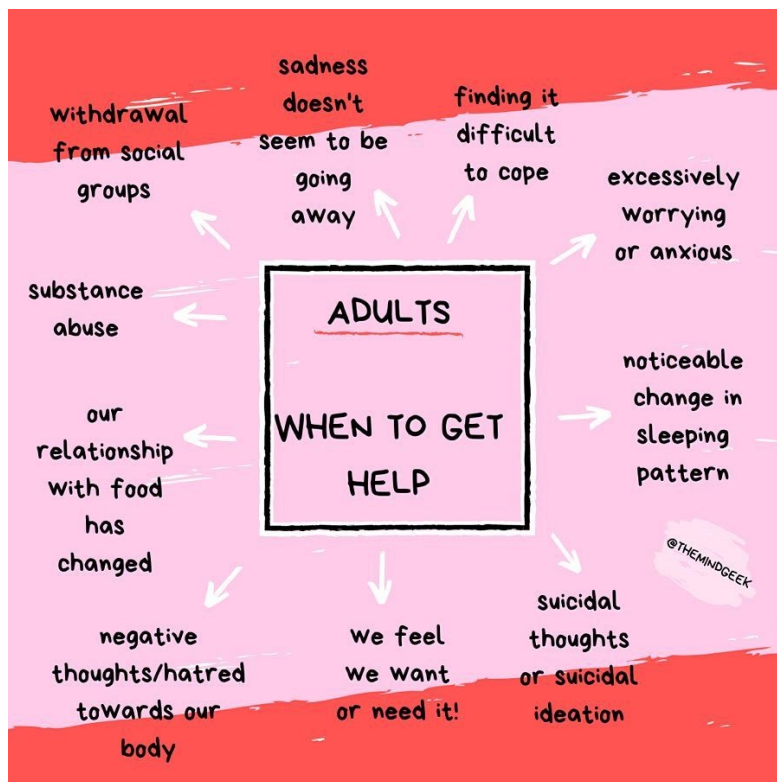 withdrawal
from social
groups
sadness
doesn't
seem to be
going
away
finding it
difficult
to cope
excessively
worrying
or anxious
substance
abuse
ADULTS
WHEN TO GET
HELP
noticeable
change in
sleeping
pattern
our
relationship
with food
has
changed
@THEMINDGEEK
negative
thoughts/hatred
towards our
body
we feel
we want
or need it!
suicidal
thoughts
or suicidal
ideation